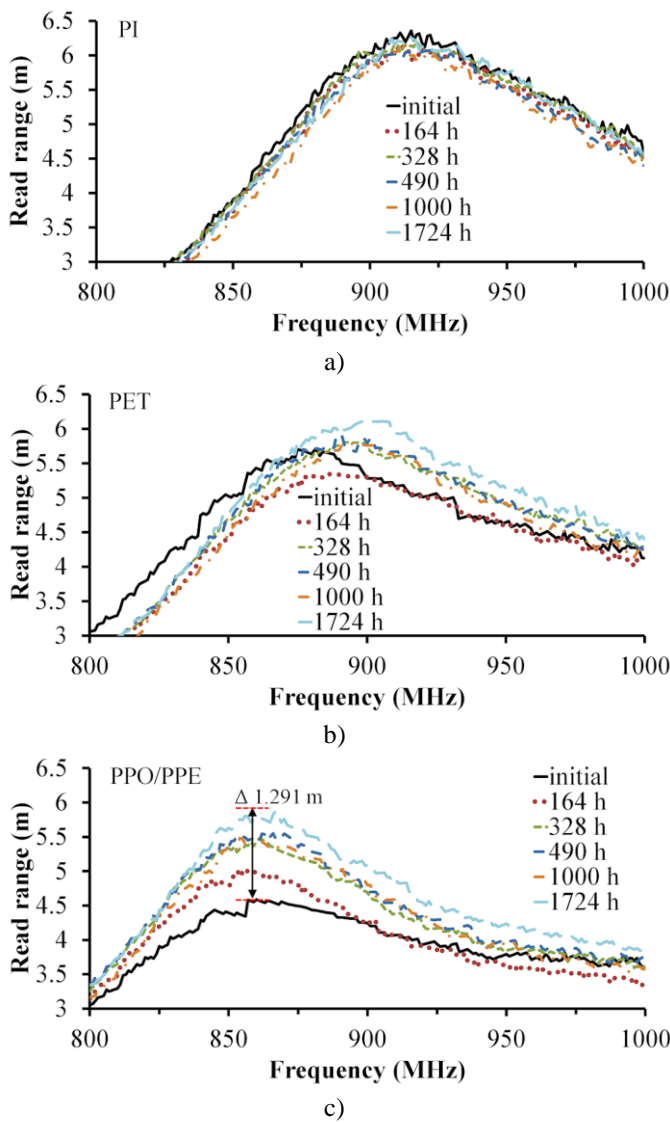 PI
6.5
6
5.5
5
4.5
4
3.5
3
Read range (m)
initial
164 h
328 h
490 h
1000 h
1724 h
800 850 900 950 1000
Frequency (MHz)
a)
PET
6.5
6
5.5
5
4.5
4
3.5
3
Read range (m)
initial
164 h
328 h
490 h
1000 h
1724 h
800 850 900 950 1000
Frequency (MHz)
b)
PPO/PPE
6.5
6
5.5
5
4.5
4
3.5
3
Read range (m)
Δ 1.291 m
initial
164 h
328 h
490 h
1000 h
1724 h
800 850 900 950 1000
Frequency (MHz)
c)